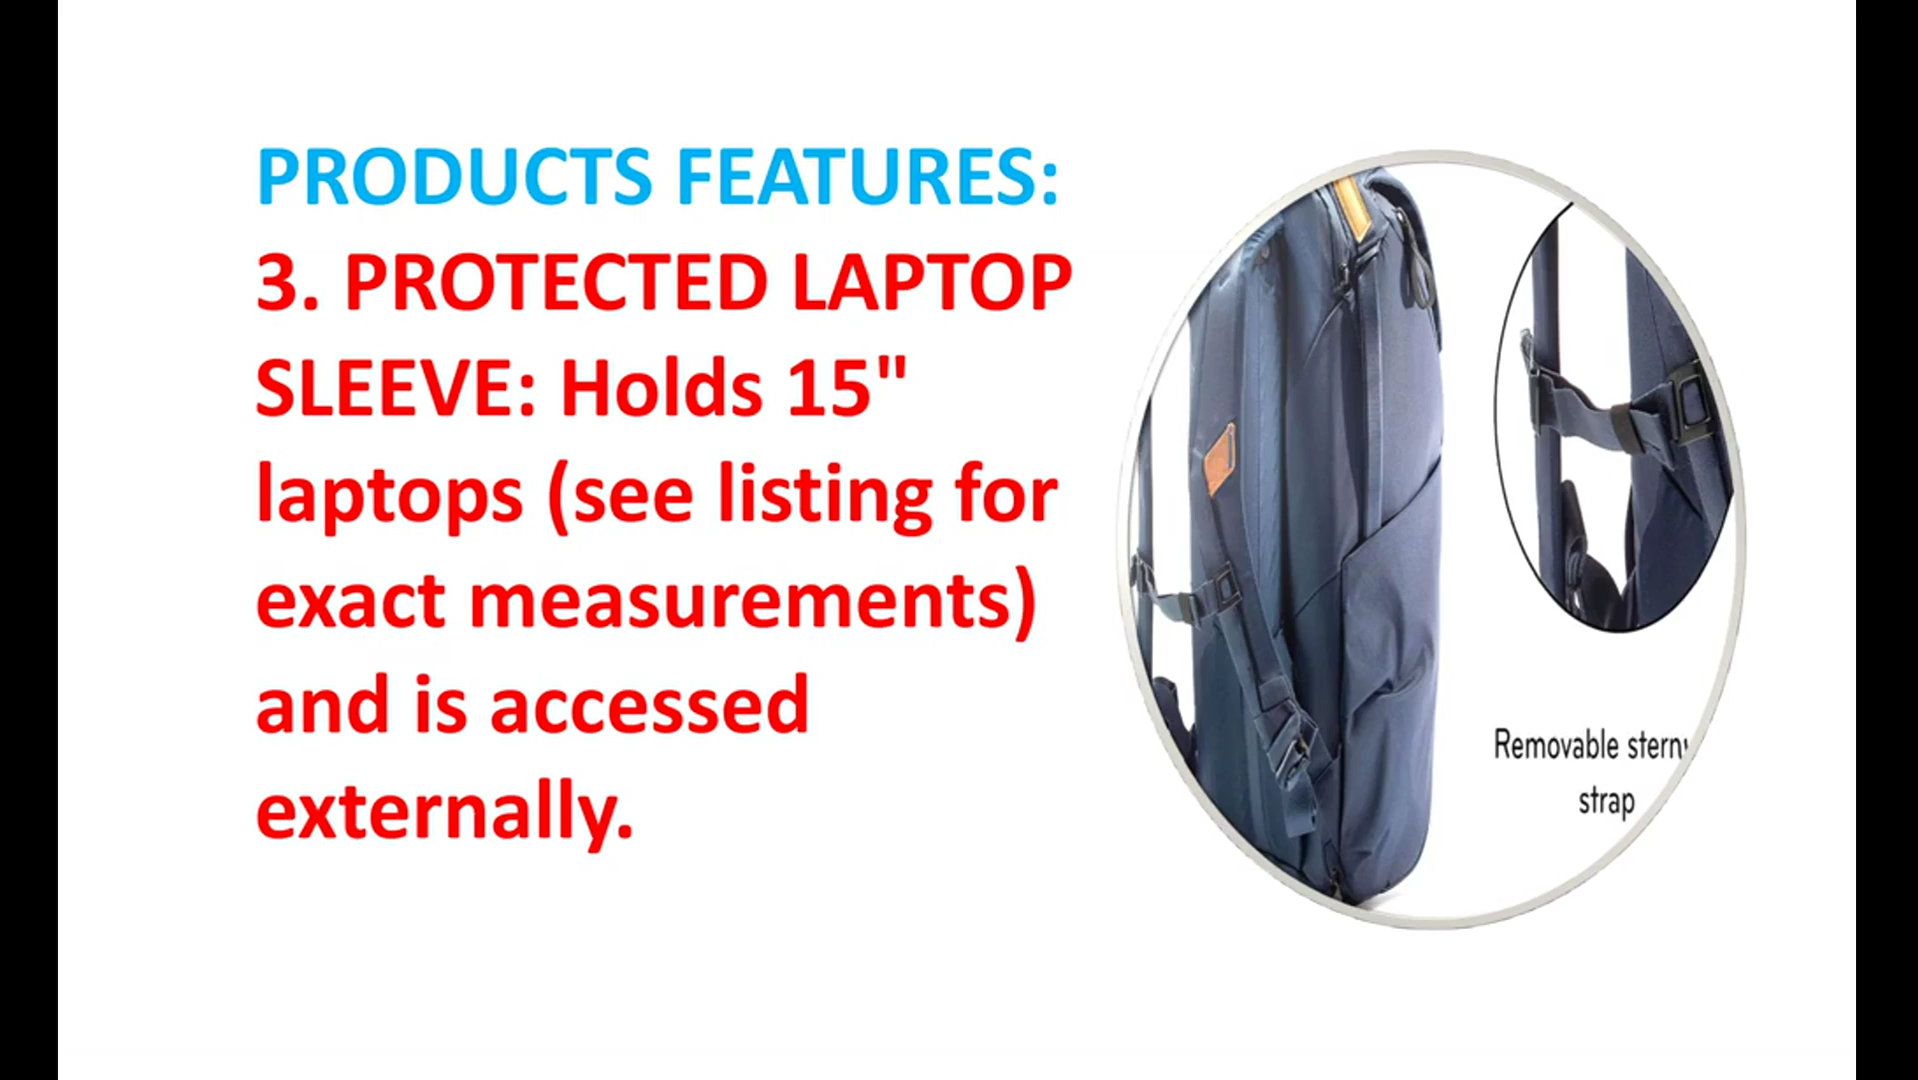 PRODUCTS FEATURES:
3. PROTECTED LAPTOP
SLEEVE: Holds 15"
laptops (see listing for
exact measurements)
and is accessed
externally.
Removable
strap